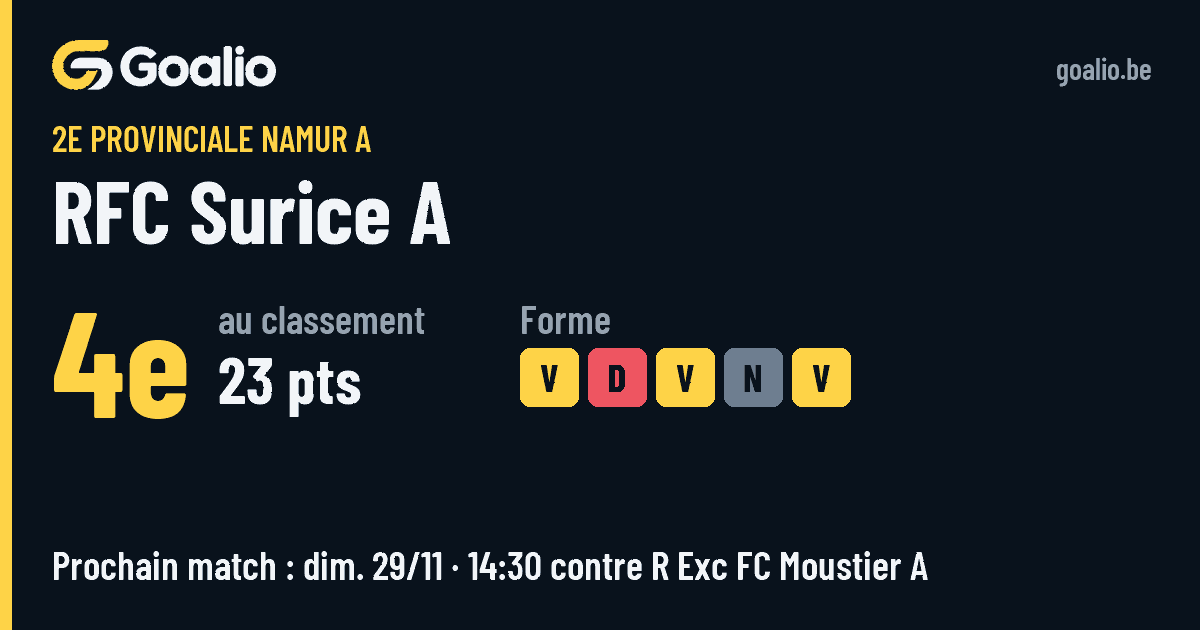 Goalio
goalio.be
2E PROVINCIALE NAMUR A
RFC Surice A
4e
au classement
23 pts
Forme
V D V N V
Prochain match : dim. 29/11 · 14:30 contre R Exc FC Moustier A